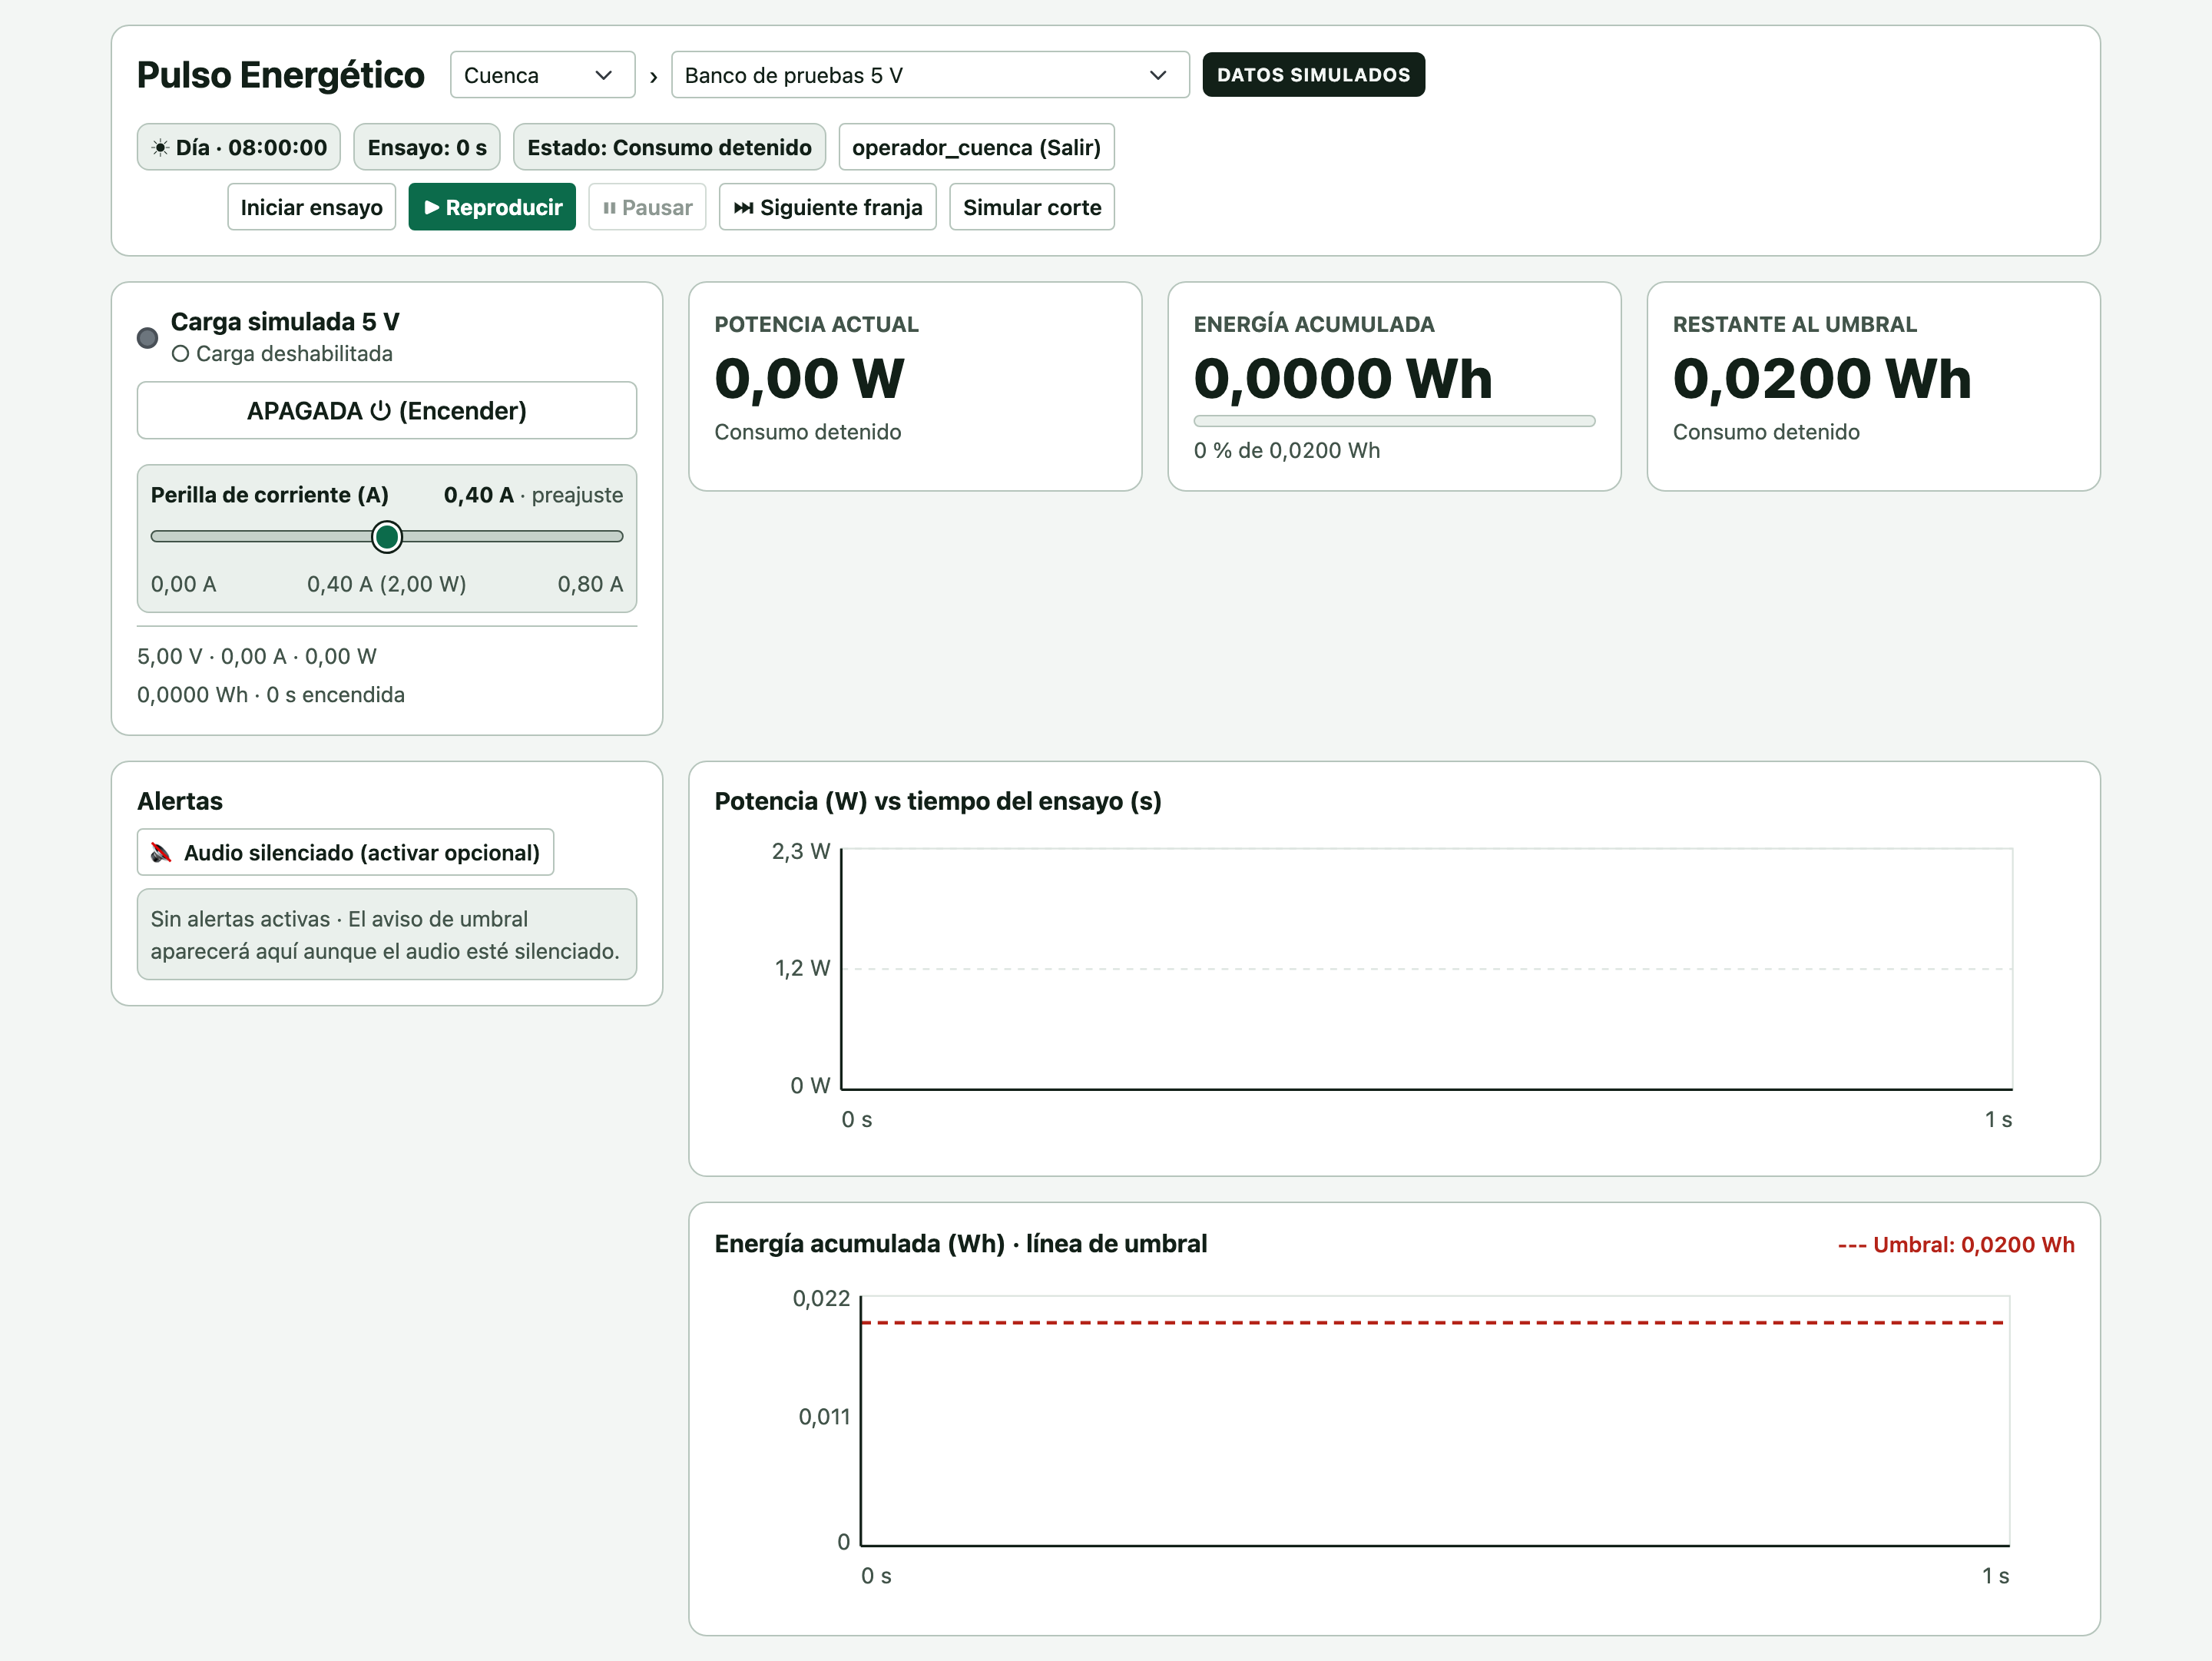 Pulso Energético Cuenca › Banco de pruebas 5 V DATOS SIMULADOS
☀ Día · 08:00:00 Ensayo: 0 s Estado: Consumo detenido operador_cuenca (Salir)
Iniciar ensayo ▶ Reproducir ⏸ Pausar ⏭ Siguiente franja Simular corte
Carga simulada 5 V
○ Carga deshabilitada
APAGADA ⏻ (Encender)
Perilla de corriente (A) 0,40 A · preajuste
0,00 A 0,40 A (2,00 W) 0,80 A
5,00 V · 0,00 A · 0,00 W
0,0000 Wh · 0 s encendida
POTENCIA ACTUAL
0,00 W
Consumo detenido
ENERGÍA ACUMULADA
0,0000 Wh
0 % de 0,0200 Wh
RESTANTE AL UMBRAL
0,0200 Wh
Consumo detenido
Alertas
🔇 Audio silenciado (activar opcional)
Sin alertas activas · El aviso de umbral
aparecerá aquí aunque el audio esté silenciado.
Potencia (W) vs tiempo del ensayo (s)
2,3 W
1,2 W
0 W
0 s 1 s
Energía acumulada (Wh) · línea de umbral --- Umbral: 0,0200 Wh
0,022
0,011
0
0 s 1 s